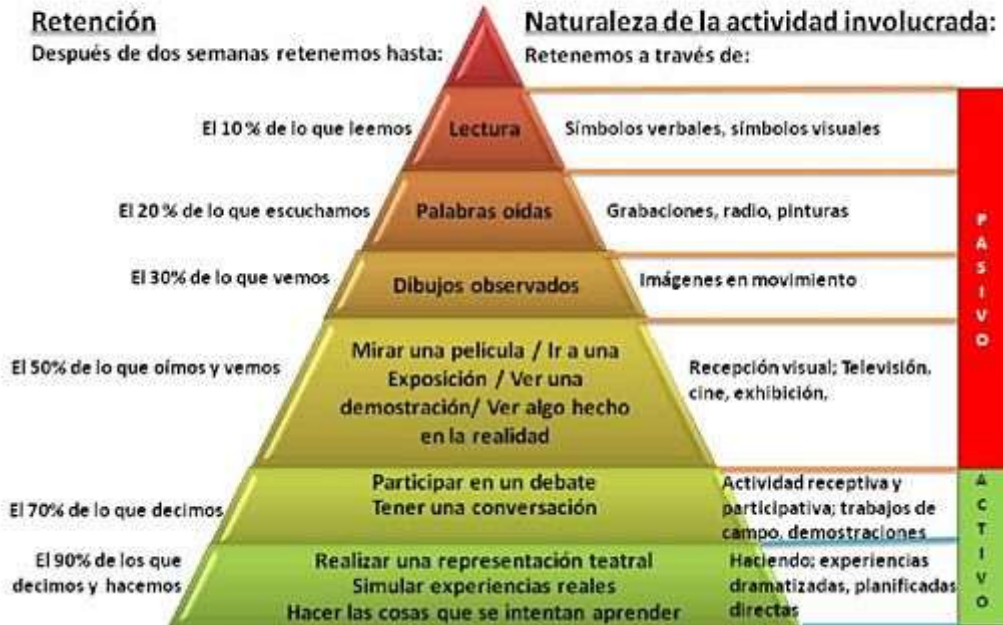 Retención
Después de dos semanas retenemos hasta:
Naturaleza de la actividad involucrada:
Retenemos a través de:
El 10 % de lo que leemos
Lectura
Símbolos verbales, símbolos visuales
El 20 % de lo que escuchamos
Palabras oídas
Grabaciones, radio, pinturas
El 30% de lo que vemos
Dibujos observados
Imágenes en movimiento
El 50% de lo que oímos y vemos
Mirar una película / Ir a una
Exposición / Ver una
demostración/ Ver algo hecho
en la realidad
Recepción visual; Televisión,
cine, exhibición,
PASIVO
El 70% de lo que decimos
Participar en un debate
Tener una conversación
Actividad receptiva y
participativa; trabajos de
campo, demostraciones
El 90% de los que
decimos y hacemos
Realizar una representación teatral
Simular experiencias reales
Hacer las cosas que se intentan aprender
Haciendo; experiencias
dramatizadas, planificadas
directas
ACTIVO